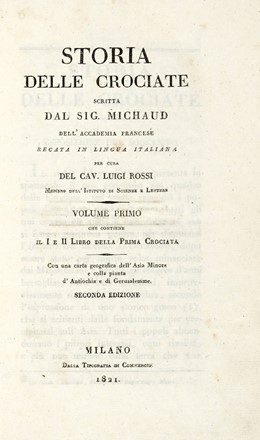 STORIA
DELLE CROCIATE
SCRITTA
DAL SIG. MICHAUD
DELL' ACCADEMIA FRANCESE
RECATA IN LINGUA ITALIANA
PER CURA
DEL CAV. LUIGI ROSSI
MEMBRO DELL' ISTITUTO DI SCIENZE E LETTERE
VOLUME PRIMO
CHE CONTIENE
IL I E II LIBRO DELLA PRIMA CROCIATA.
Con una carta geografica dell' Asia Minore
e colla pianta
d' Antiochia e di Gerusalemme.
SECONDA EDIZIONE
MILANO
DALLA TIPOGRAFIA DI COMMERCIO
1821.